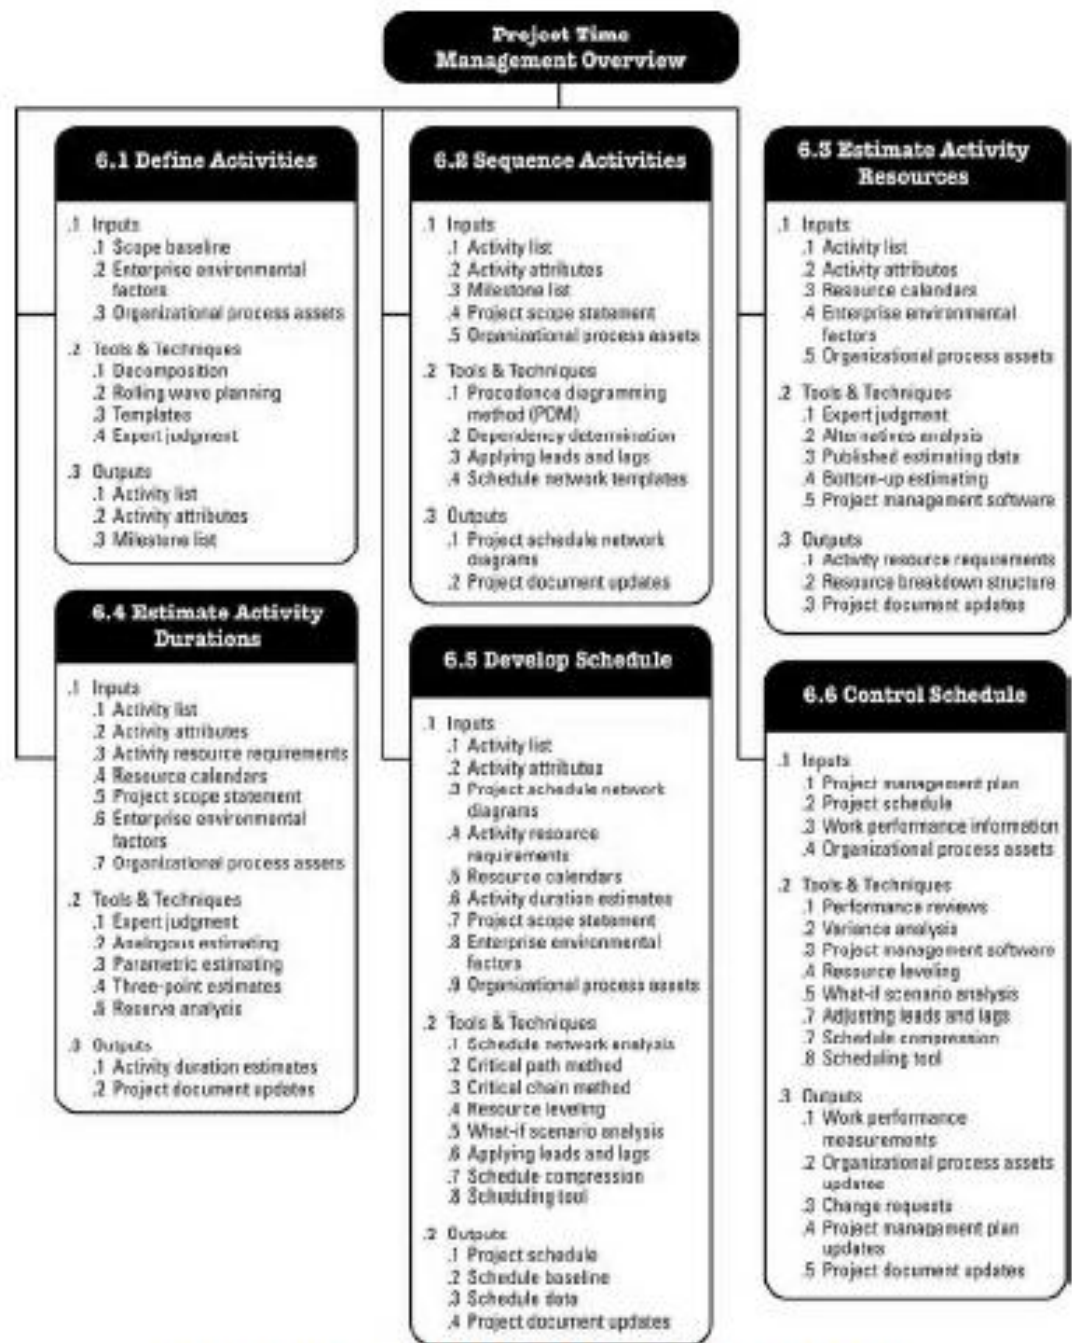 Project Time
Management Overview
6.1 Define Activities
.1 Inputs
.1 Scope baseline
.2 Enterprise environmental
factors
.3 Organizational process assets
.2 Tools & Techniques
.1 Decomposition
.2 Rolling wave planning
.3 Templates
.4 Expert judgment
.3 Outputs
.1 Activity list
.2 Activity attributes
.3 Milestone list
6.2 Sequence Activities
.1 Inputs
.1 Activity list
.2 Activity attributes
.3 Milestone list
.4 Project scope statement
.5 Organizational process assets
.2 Tools & Techniques
.1 Precedence diagramming
method (PDM)
.2 Dependency determination
.3 Applying leads and lags
.4 Schedule network templates
.3 Outputs
.1 Project schedule network
diagrams
.2 Project document updates
6.3 Estimate Activity
Resources
.1 Inputs
.1 Activity list
.2 Activity attributes
.3 Resource calendars
.4 Enterprise environmental
factors
.5 Organizational process assets
.2 Tools & Techniques
.1 Expert judgment
.2 Alternatives analysis
.3 Published estimating data
.4 Bottom-up estimating
.5 Project management software
.3 Outputs
.1 Activity resource requirements
.2 Resource breakdown structure
.3 Project document updates
6.4 Estimate Activity
Durations
.1 Inputs
.1 Activity list
.2 Activity attributes
.3 Activity resource requirements
.4 Resource calendars
.5 Project scope statement
.6 Enterprise environmental
factors
.7 Organizational process assets
.2 Tools & Techniques
.1 Expert judgment
.2 Analogous estimating
.3 Parametric estimating
.4 Three-point estimates
.5 Reserve analysis
.3 Outputs
.1 Activity duration estimates
.2 Project document updates
6.5 Develop Schedule
.1 Inputs
.1 Activity list
.2 Activity attributes
.3 Project schedule network
diagrams
.4 Activity resource
requirements
.5 Resource calendars
.6 Activity duration estimates
.7 Project scope statement
.8 Enterprise environmental
factors
.9 Organizational process assets
.2 Tools & Techniques
.1 Schedule network analysis
.2 Critical path method
.3 Critical chain method
.4 Resource leveling
.5 What-if scenario analysis
.6 Applying leads and lags
.7 Schedule compression
.8 Scheduling tool
.3 Outputs
.1 Project schedule
.2 Schedule baseline
.3 Schedule data
.4 Project document updates
6.6 Control Schedule
.1 Inputs
.1 Project management plan
.2 Project schedule
.3 Work performance information
.4 Organizational process assets
.2 Tools & Techniques
.1 Performance reviews
.2 Variance analysis
.3 Project management software
.4 Resource leveling
.5 What-if scenario analysis
.7 Adjusting leads and lags
.7 Schedule compression
.8 Scheduling tool
.3 Outputs
.1 Work performance
measurements
.2 Organizational process assets
updates
.3 Change requests
.4 Project management plan
updates
.5 Project document updates